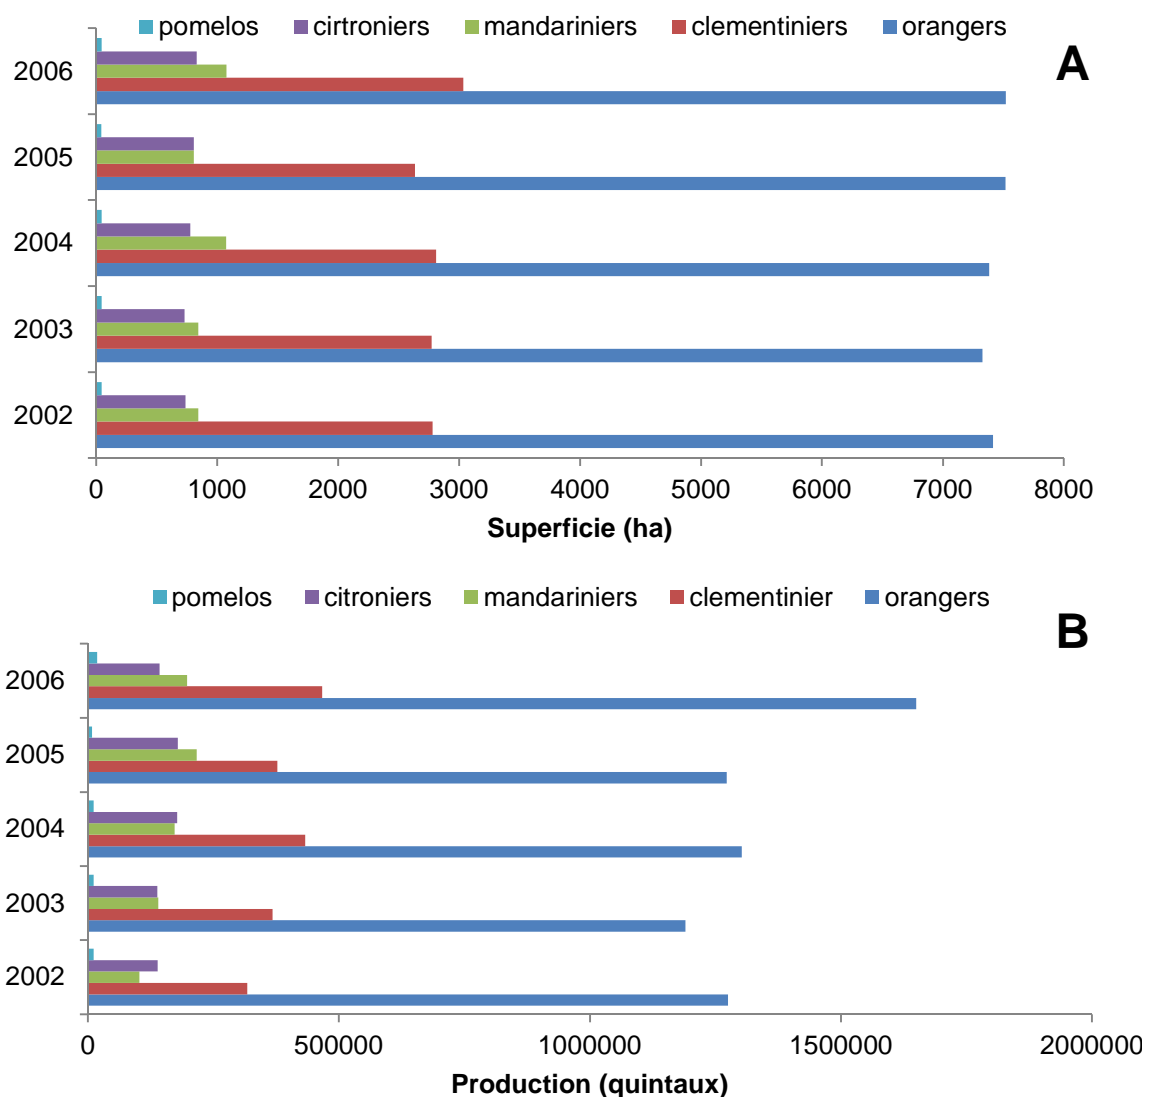 pomelos cirtroniers mandariniers clementiniers orangers
A
2006
2005
2004
2003
2002
0 1000 2000 3000 4000 5000 6000 7000 8000
Superficie (ha)
pomelos citroniers mandariniers clementinier orangers
B
2006
2005
2004
2003
2002
0 500000 1000000 1500000 2000000
Production (quintaux)